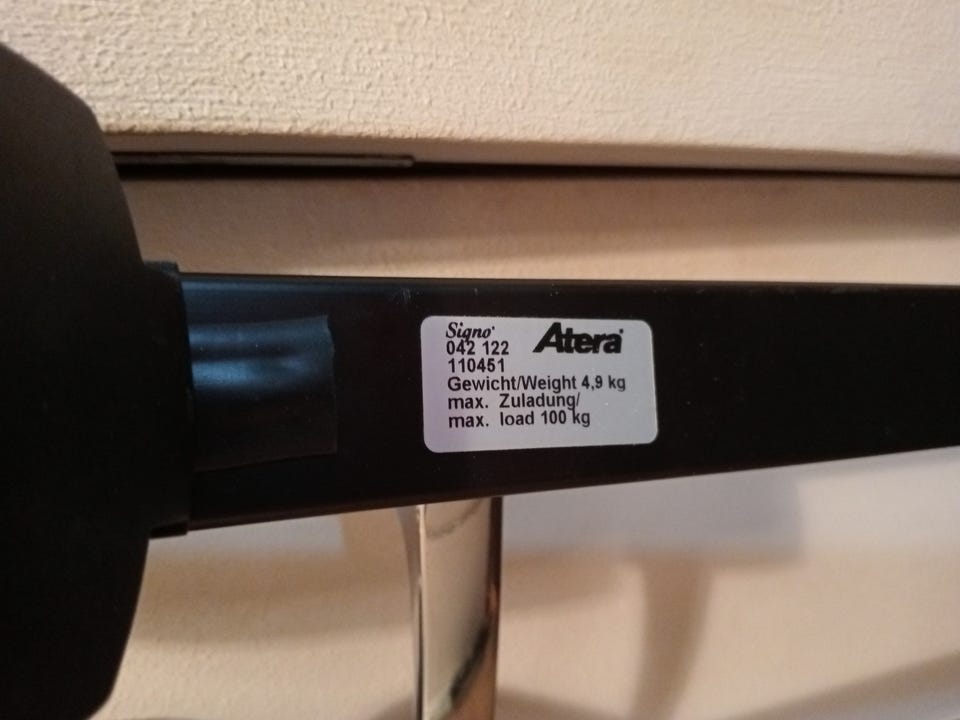 Signo Atera
042 122
110451
Gewicht/Weight 4,9 kg
max. Zuladung/
max. load 100 kg